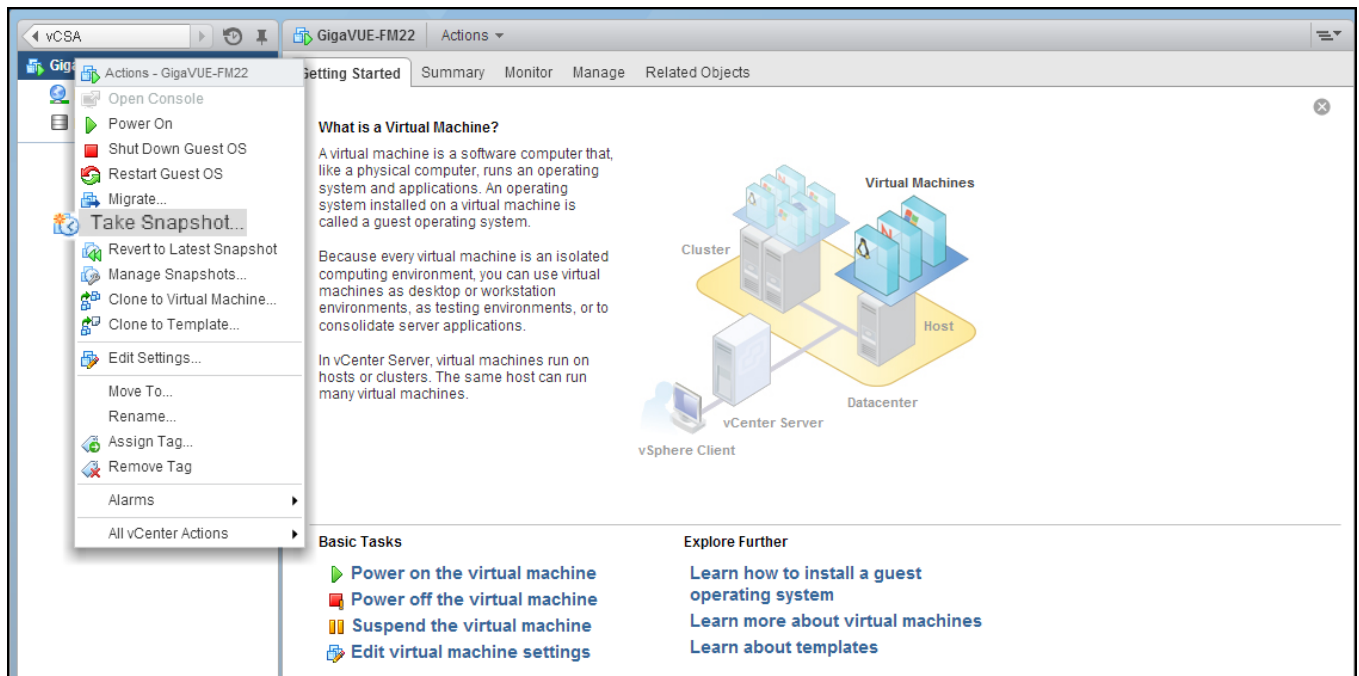 vCSA
GigaVUE-FM22 Actions
Giga
Actions - GigaVUE-FM22
Open Console
Power On
Shut Down Guest OS
Restart Guest OS
Migrate...
Take Snapshot...
Revert to Latest Snapshot
Manage Snapshots...
Clone to Virtual Machine...
Clone to Template...
Edit Settings...
Move To...
Rename...
Assign Tag...
Remove Tag
Alarms
All vCenter Actions
Getting Started Summary Monitor Manage Related Objects
What is a Virtual Machine?
A virtual machine is a software computer that,
like a physical computer, runs an operating
system and applications. An operating
system installed on a virtual machine is
called a guest operating system.
Because every virtual machine is an isolated
computing environment, you can use virtual
machines as desktop or workstation
environments, as testing environments, or to
consolidate server applications.
In vCenter Server, virtual machines run on
hosts or clusters. The same host can run
many virtual machines.
Virtual Machines
Cluster
Host
Datacenter
vCenter Server
vSphere Client
Basic Tasks
Power on the virtual machine
Power off the virtual machine
Suspend the virtual machine
Edit virtual machine settings
Explore Further
Learn how to install a guest
operating system
Learn more about virtual machines
Learn about templates